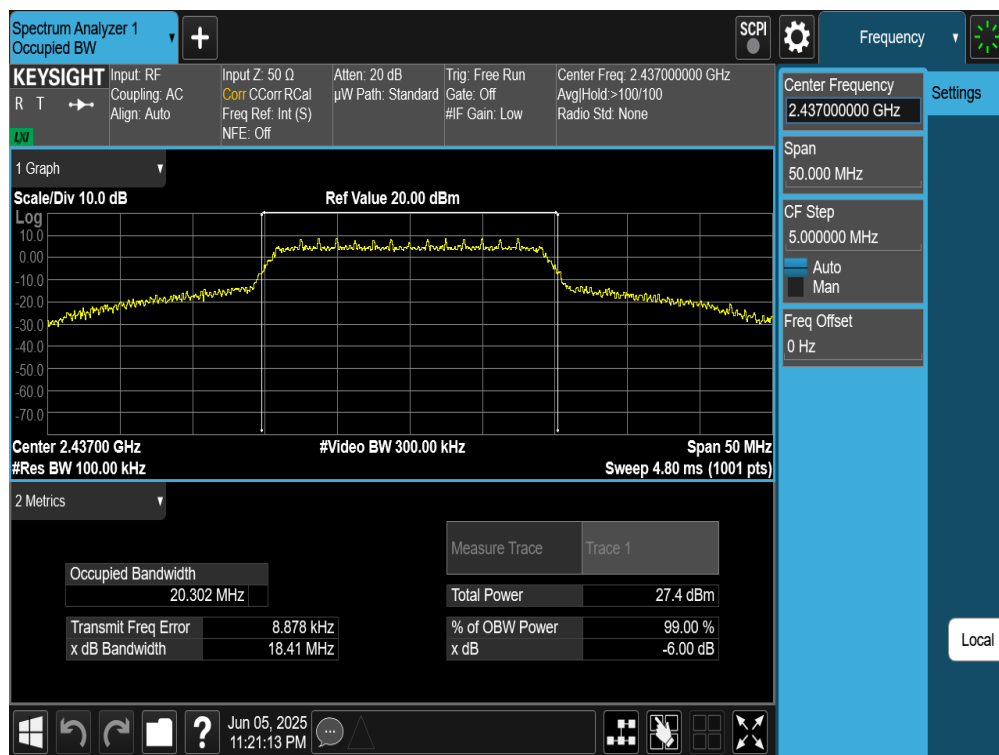 Spectrum Analyzer 1
Occupied BW
+
SCPI
Frequency
KEYSIGHT
R T
LXI
Input: RF
Coupling: AC
Align: Auto
Input Z: 50 Ω
Corr CCorr RCal
Freq Ref: Int (S)
NFE: Off
Atten: 20 dB
µW Path: Standard
Trig: Free Run
Gate: Off
#IF Gain: Low
Center Freq: 2.437000000 GHz
Avg|Hold:>100/100
Radio Std: None
Center Frequency
2.437000000 GHz
Settings
Span
50.000 MHz
CF Step
5.000000 MHz
Auto
Man
Freq Offset
0 Hz
Local
1 Graph
Scale/Div 10.0 dB
Ref Value 20.00 dBm
Log
10.0
0.00
-10.0
-20.0
-30.0
-40.0
-50.0
-60.0
-70.0
Center 2.43700 GHz
#Video BW 300.00 kHz
Span 50 MHz
#Res BW 100.00 kHz
Sweep 4.80 ms (1001 pts)
2 Metrics
Measure Trace Trace 1
Occupied Bandwidth
20.302 MHz
Total Power 27.4 dBm
Transmit Freq Error 8.878 kHz
% of OBW Power 99.00 %
x dB Bandwidth 18.41 MHz
x dB -6.00 dB
?
Jun 05, 2025
11:21:13 PM